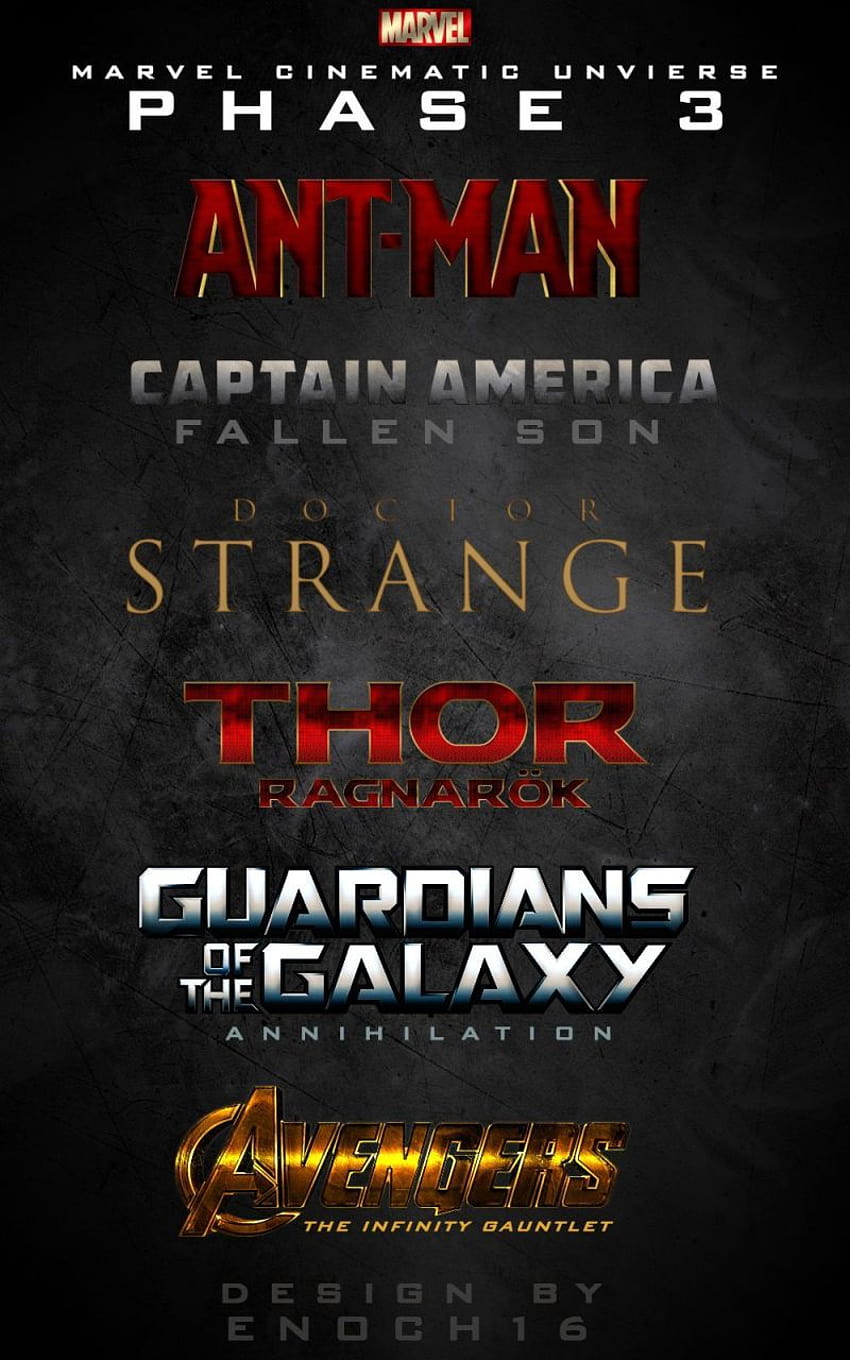 MARVEL
MARVEL CINEMATIC UNVIERSE
PHASE 3
ANT-MAN
CAPTAIN AMERICA
FALLEN SON
DOCTOR
STRANGE
THOR
RAGNARÖK
GUARDIANS
OF THE GALAXY
ANNIHILATION
AVENGERS
THE INFINITY GAUNTLET
DESIGN BY
ENOCH16